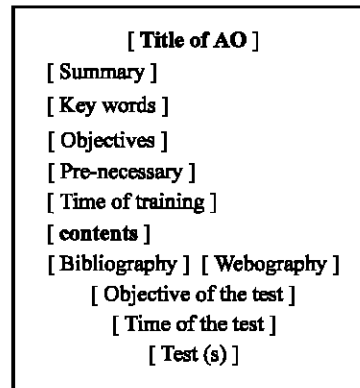 [ Title of AO ]
[ Summary ]
[ Key words ]
[ Objectives ]
[ Pre-necessary ]
[ Time of training ]
[ contents ]
[ Bibliography ] [ Webography ]
[ Objective of the test ]
[ Time of the test ]
[ Test (s) ]